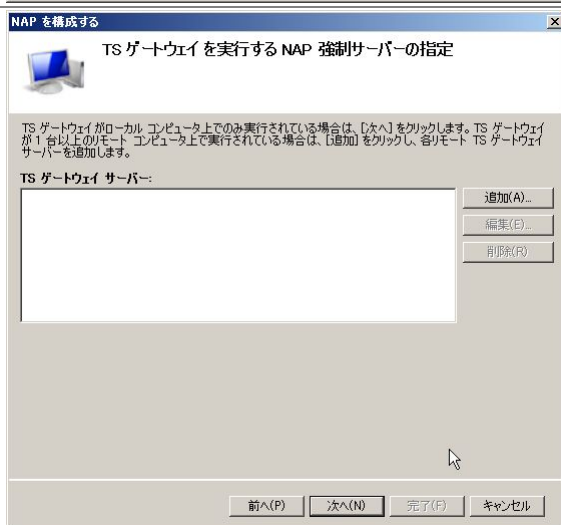 NAP を構成する
TS ゲートウェイ を実行する NAP 強制サーバーの指定
TS ゲートウェイがローカル コンピュータ上でのみ実行されている場合は、[次へ] をクリックします。TS ゲートウェイ
が 1 台以上のリモート コンピュータ上で実行されている場合は、[追加] をクリックし、各リモート TS ゲートウェイ
サーバーを追加します。
TS ゲートウェイ サーバー:
追加(A)...
編集(E)...
削除(R)
前へ(P) 次へ(N) 完了(F) キャンセル